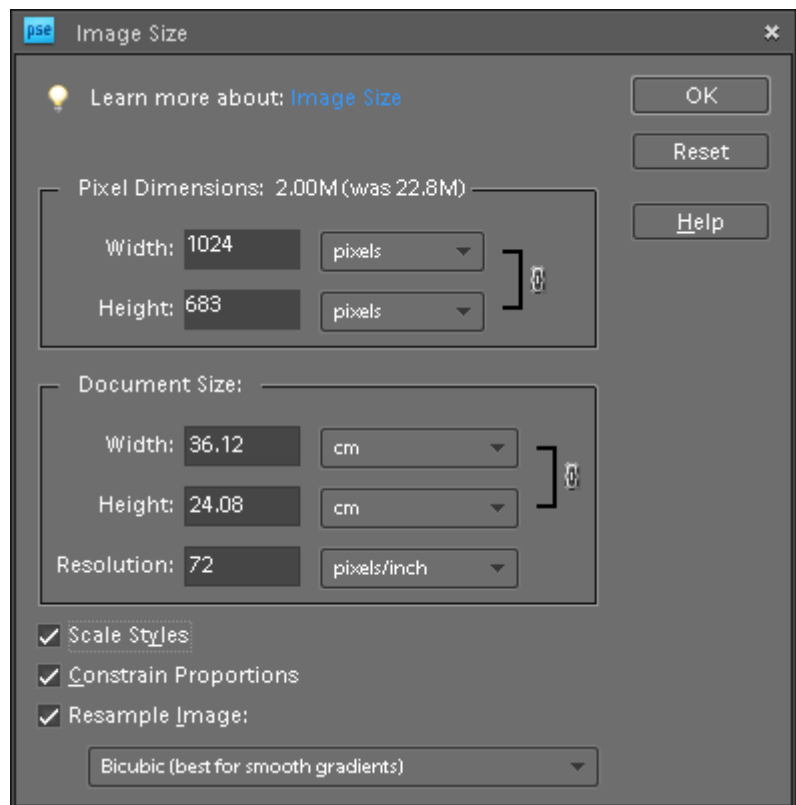 pse Image Size
Learn more about: Image Size
OK
Reset
Help
Pixel Dimensions: 2.00M (was 22.8M)
Width: 1024 pixels
Height: 683 pixels
Document Size:
Width: 36.12 cm
Height: 24.08 cm
Resolution: 72 pixels/inch
Scale Styles
Constrain Proportions
Resample Image:
Bicubic (best for smooth gradients)